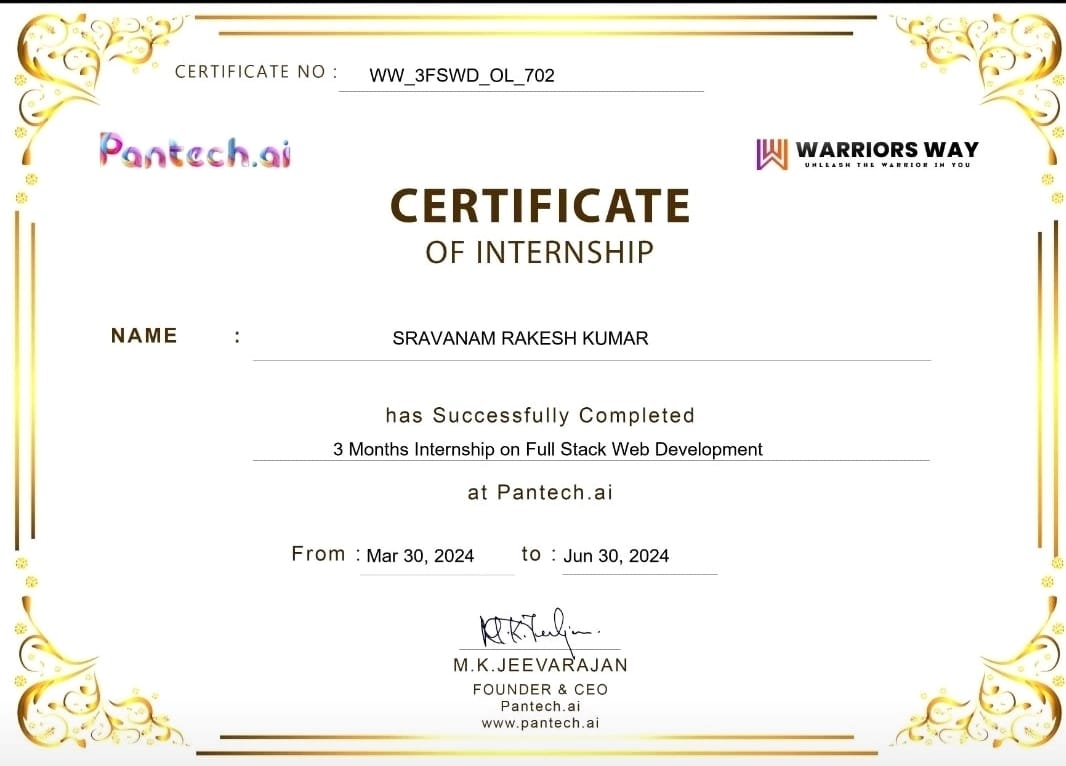 CERTIFICATE NO : WW_3FSWD_OL_702
Pantech.ai
WARRIORS WAY
UNLEASH THE WARRIOR IN YOU
CERTIFICATE
OF INTERNSHIP
NAME : SRAVANAM RAKESH KUMAR
has Successfully Completed
3 Months Internship on Full Stack Web Development
at Pantech.ai
From : Mar 30, 2024 to : Jun 30, 2024
M.K.JEEVARAJAN
FOUNDER & CEO
Pantech.ai
www.pantech.ai